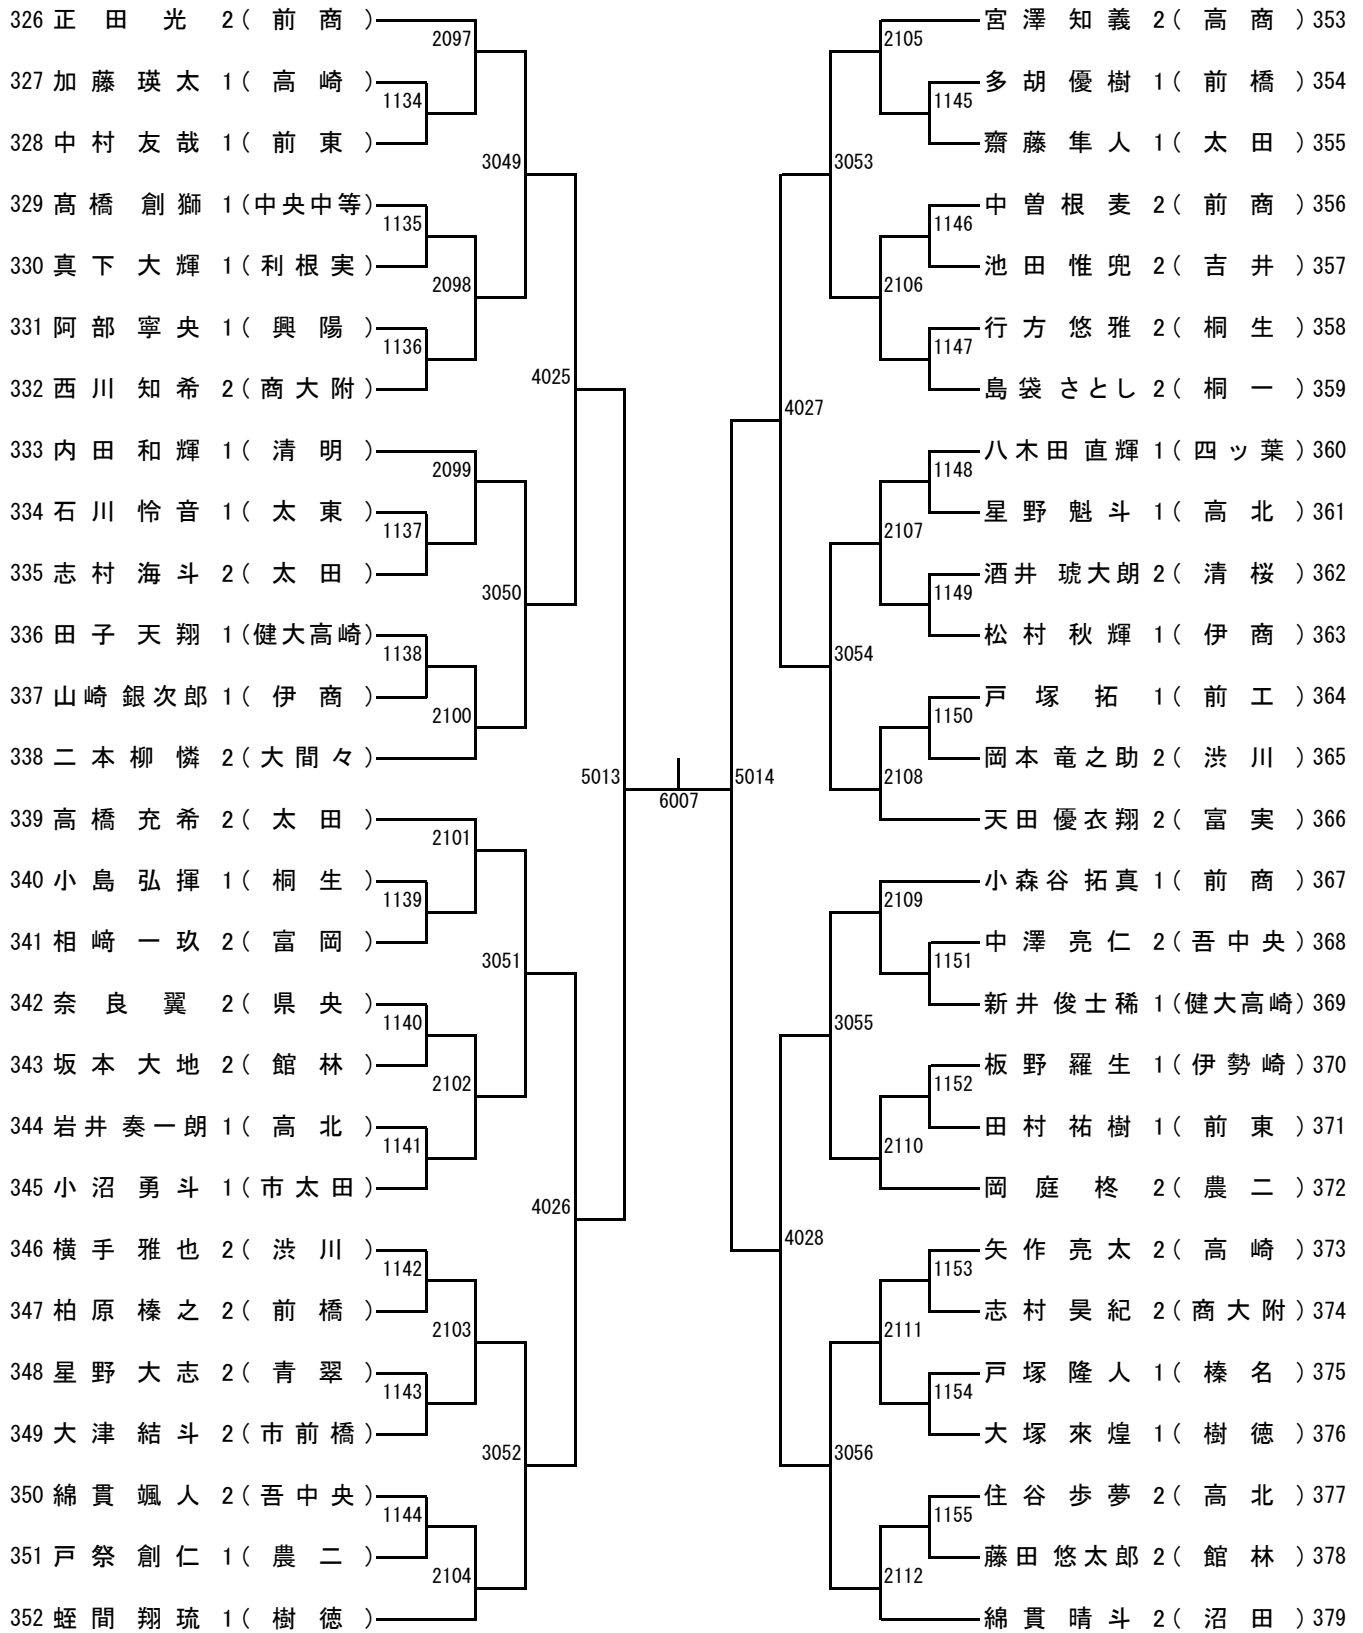 326 正田光 2 (前商)
2097
327 加藤瑛太 1 (高崎)
1134
328 中村友哉 1 (前東)
3049
329 髙橋創獅 1 (中央中等)
1135
330 真下大輝 1 (利根実)
2098
331 阿部寧央 1 (興陽)
1136
332 西川知希 2 (商大附)
4025
333 内田和輝 1 (清明)
2099
334 石川怜音 1 (太東)
1137
335 志村海斗 2 (太田)
3050
336 田子天翔 1 (健大高崎)
1138
337 山崎銀次郎 1 (伊商)
2100
338 二本柳憐 2 (大間々)
5013
339 高橋充希 2 (太田)
2101
340 小島弘揮 1 (桐生)
1139
341 相﨑一玖 2 (富岡)
3051
342 奈良翼 2 (県央)
1140
343 坂本大地 2 (館林)
2102
344 岩井奏一朗 1 (高北)
1141
345 小沼勇斗 1 (市太田)
4026
346 横手雅也 2 (渋川)
1142
347 柏原榛之 2 (前橋)
2103
348 星野大志 2 (青翠)
1143
349 大津結斗 2 (市前橋)
3052
350 綿貫颯人 2 (吾中央)
1144
351 戸祭創仁 1 (農二)
2104
352 蛭間翔琉 1 (樹徳)
6007
宮澤知義 2 (高商) 353
2105
多胡優樹 1 (前橋) 354
1145
齋藤隼人 1 (太田) 355
3053
中曽根麦 2 (前商) 356
1146
池田惟兜 2 (吉井) 357
2106
行方悠雅 2 (桐生) 358
1147
島袋さとし 2 (桐一) 359
4027
八木田直輝 1 (四ッ葉) 360
1148
星野魁斗 1 (高北) 361
2107
酒井琥大朗 2 (清桜) 362
1149
松村秋輝 1 (伊商) 363
3054
戸塚拓 1 (前工) 364
1150
岡本竜之助 2 (渋川) 365
2108
5014
天田優衣翔 2 (富実) 366
小森谷拓真 1 (前商) 367
2109
中澤亮仁 2 (吾中央) 368
1151
新井俊士稀 1 (健大高崎) 369
3055
板野羅生 1 (伊勢崎) 370
1152
田村祐樹 1 (前東) 371
2110
岡庭柊 2 (農二) 372
4028
矢作亮太 2 (高崎) 373
1153
志村昊紀 2 (商大附) 374
2111
戸塚隆人 1 (榛名) 375
1154
大塚來煌 1 (樹徳) 376
3056
住谷歩夢 2 (高北) 377
1155
藤田悠太郎 2 (館林) 378
2112
綿貫晴斗 2 (沼田) 379